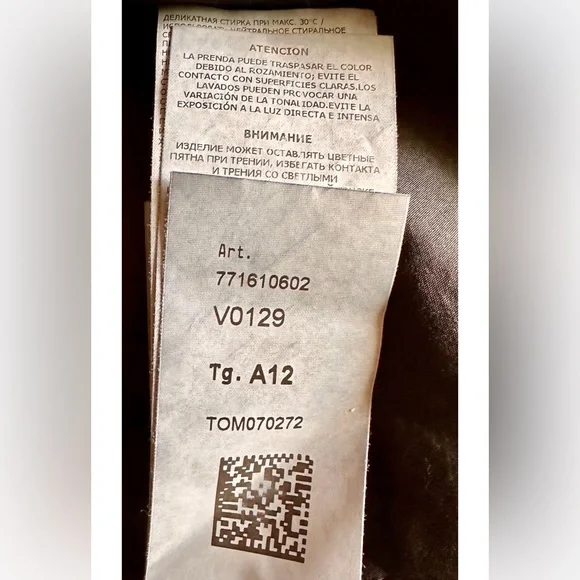 ДЕЛИКАТНАЯ СТИРКА ПРИ МАКС. 30°C /
ATENCION
LA PRENDA PUEDE TRASPASAR EL COLOR
DEBIDO AL ROZAMIENTO; EVITE EL
CONTACTO CON SUPERFICIES CLARAS.LOS
LAVADOS PUEDEN PROVOCAR UNA
VARIACIÓN DE LA TONALIDAD.EVITE LA
EXPOSICIÓN A LA LUZ DIRECTA E INTENSA
ВНИМАНИЕ
ИЗДЕЛИЕ МОЖЕТ ОСТАВЛЯТЬ ЦВЕТНЫЕ
ПЯТНА ПРИ ТРЕНИИ, ИЗБЕГАТЬ КОНТАКТА
И ТРЕНИЯ СО СВЕТЛЫМИ
Art.
771610602
V0129
Tg. A12
TOM070272